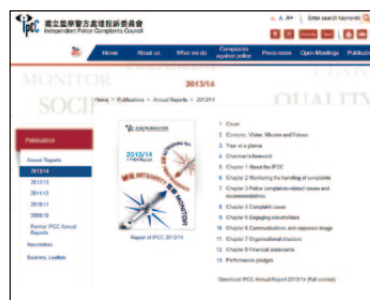 獨立監察警方處理投訴委員會
Independent Police Complaints Council
A A A+ Enter search keywords
Home About us What we do Complaints against police Press room Open Meetings Publication
MONITOR
SOCI
QUALITY
2013/14
Home > Publications > Annual Reports > 2013/14
Publications
Annual Reports
2013/14
2012/13
2011/12
2010/11
2009/10
Former IPCC Annual Reports
Newsletters
Booklets, Leaflets
2013/14
INTEGRITY
MONITOR
Report of IPCC 2013/14
1 Cover
2 Contents, Vision, Mission and Values
3 Year at a glance
4 Chairman's foreword
5 Chapter 1 About the IPCC
6 Chapter 2 Monitoring the handling of complaints
7 Chapter 3 Police complaints-related issues and recommendations
8 Chapter 4 Complaint cases
9 Chapter 5 Engaging stakeholders
10 Chapter 6 Communications and corporate image
11 Chapter 7 Organisational structure
12 Chapter 8 Financial statements
13 Performance pledges
Download IPCC Annual Report 2013/14 (Full version)